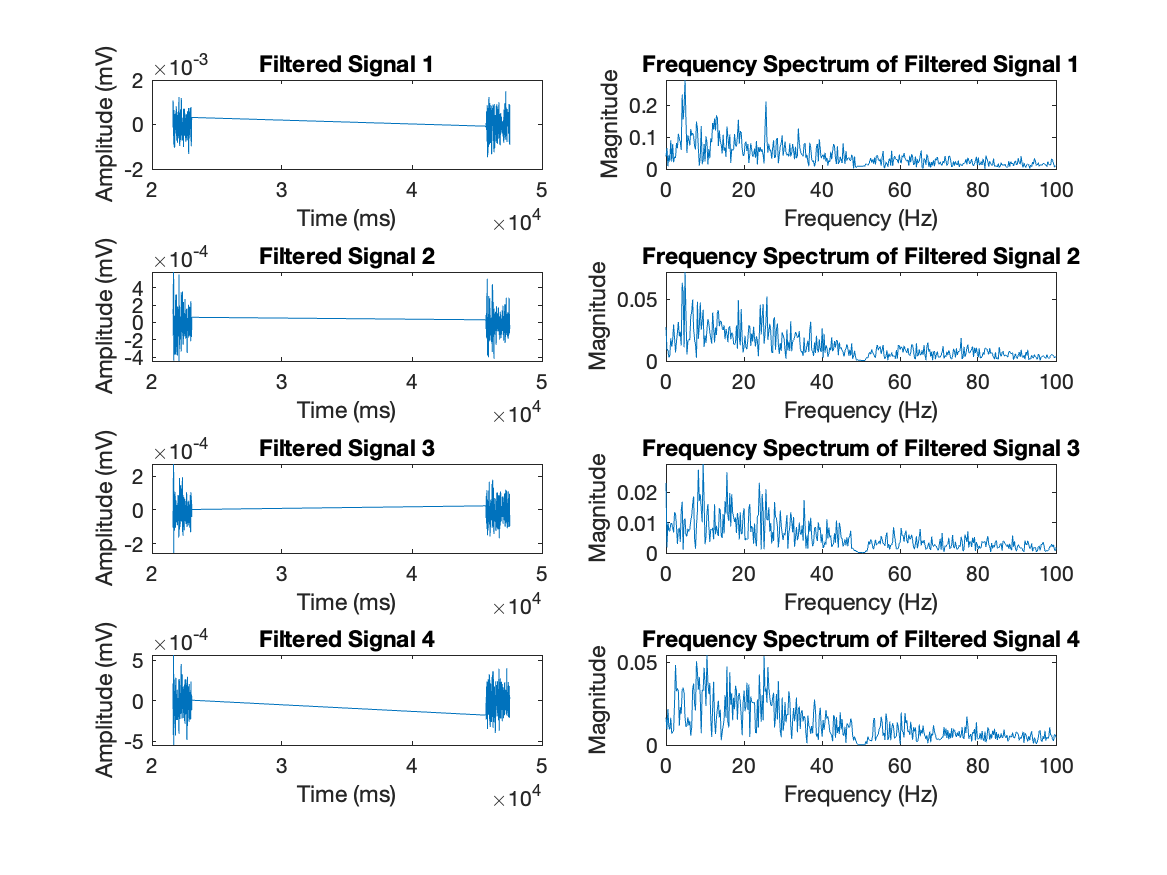 Filtered Signal 1
×10-3
Amplitude (mV)
2
0
-2
2 3 4 5
Time (ms)
×104
Frequency Spectrum of Filtered Signal 1
Magnitude
0.2
0.1
0
0 20 40 60 80 100
Frequency (Hz)
Filtered Signal 2
×10-4
Amplitude (mV)
4
2
0
-2
-4
2 3 4 5
Time (ms)
×104
Frequency Spectrum of Filtered Signal 2
Magnitude
0.05
0
0 20 40 60 80 100
Frequency (Hz)
Filtered Signal 3
×10-4
Amplitude (mV)
2
0
-2
2 3 4 5
Time (ms)
×104
Frequency Spectrum of Filtered Signal 3
Magnitude
0.02
0.01
0
0 20 40 60 80 100
Frequency (Hz)
Filtered Signal 4
×10-4
Amplitude (mV)
5
0
-5
2 3 4 5
Time (ms)
×104
Frequency Spectrum of Filtered Signal 4
Magnitude
0.05
0
0 20 40 60 80 100
Frequency (Hz)